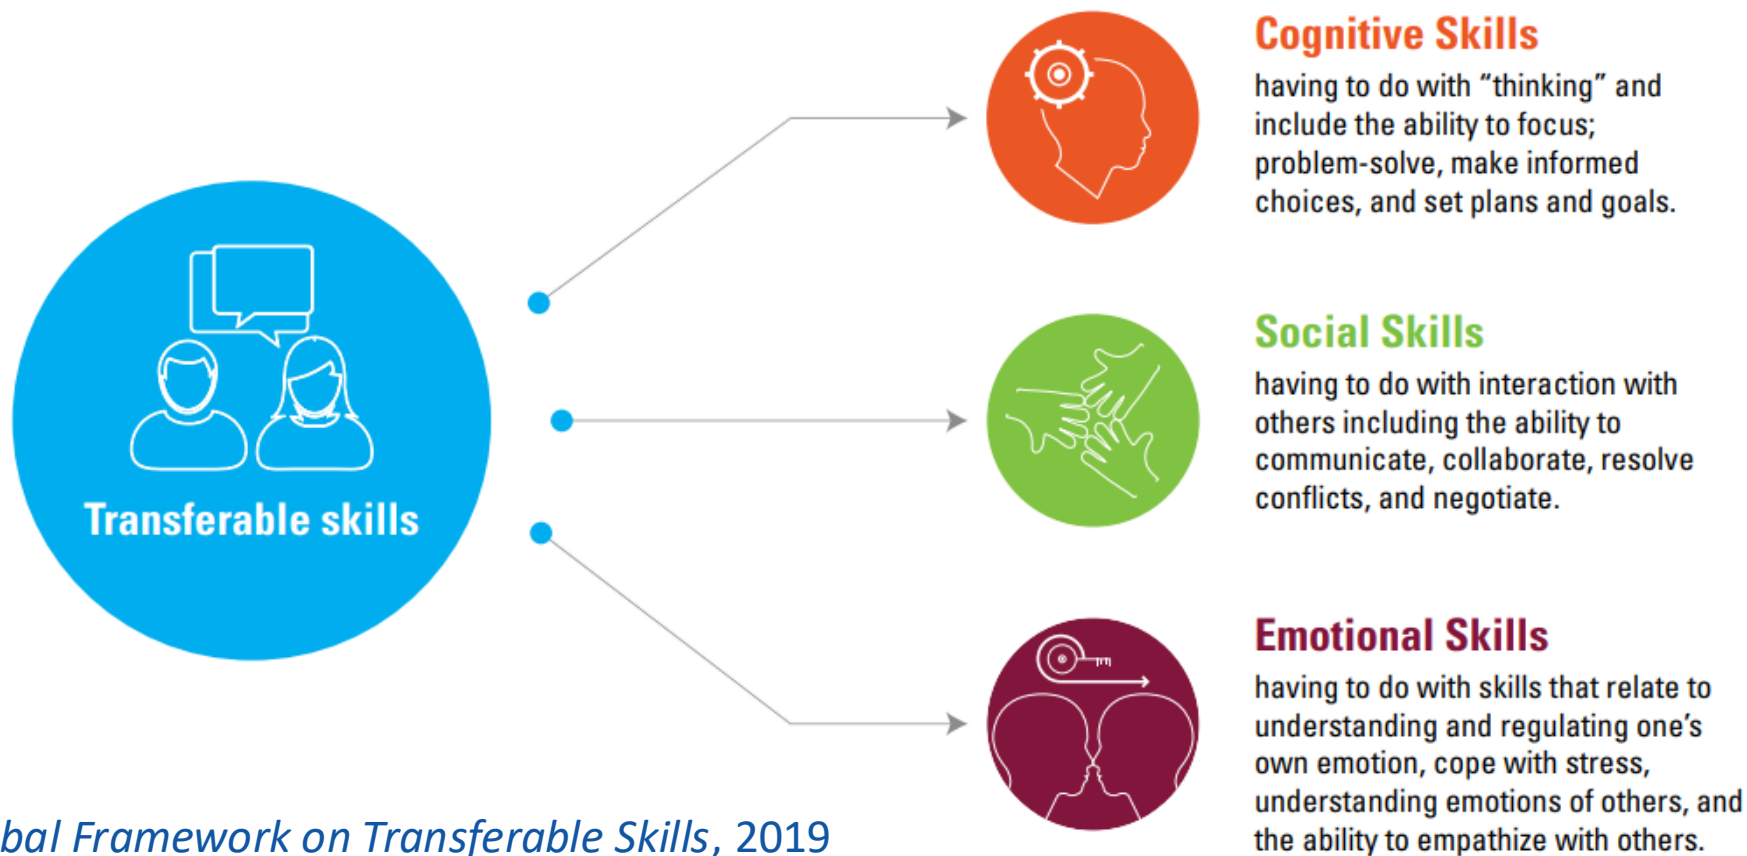 Transferable skills
Cognitive Skills
having to do with “thinking” and
include the ability to focus;
problem-solve, make informed
choices, and set plans and goals.
Social Skills
having to do with interaction with
others including the ability to
communicate, collaborate, resolve
conflicts, and negotiate.
Emotional Skills
having to do with skills that relate to
understanding and regulating one’s
own emotion, cope with stress,
understanding emotions of others, and
the ability to empathize with others.
bal Framework on Transferable Skills, 2019